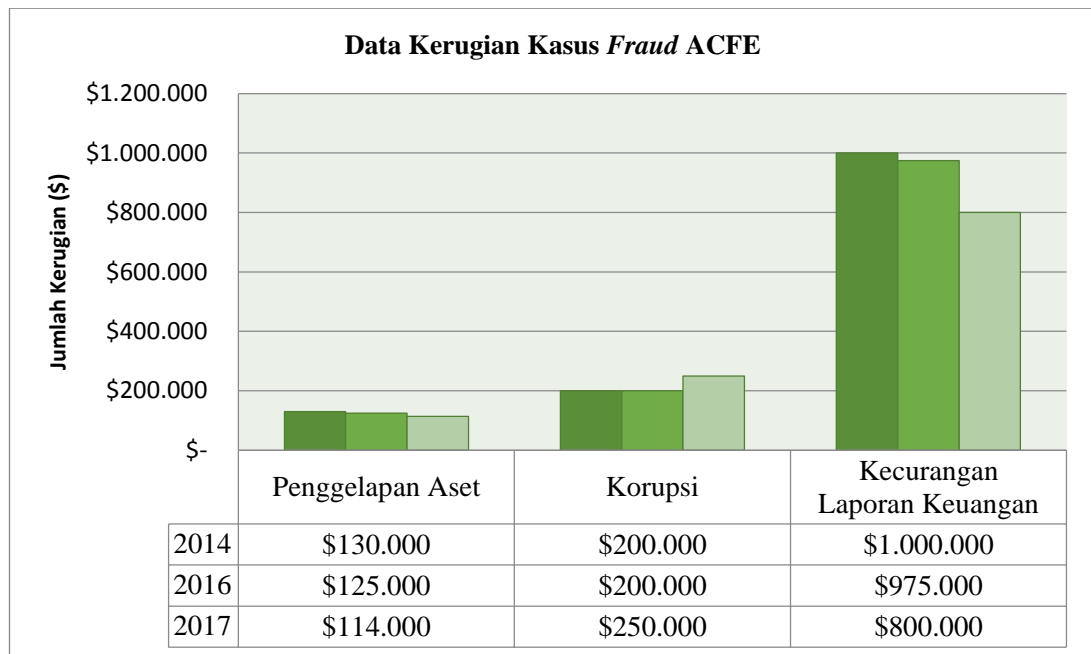 Data Kerugian Kasus Fraud ACFE
Jumlah Kerugian ($)
$1.200.000
$1.000.000
$800.000
$600.000
$400.000
$200.000
$-
Penggelapan Aset Korupsi Kecurangan
Laporan Keuangan
2014 $130.000 $200.000 $1.000.000
2016 $125.000 $200.000 $975.000
2017 $114.000 $250.000 $800.000